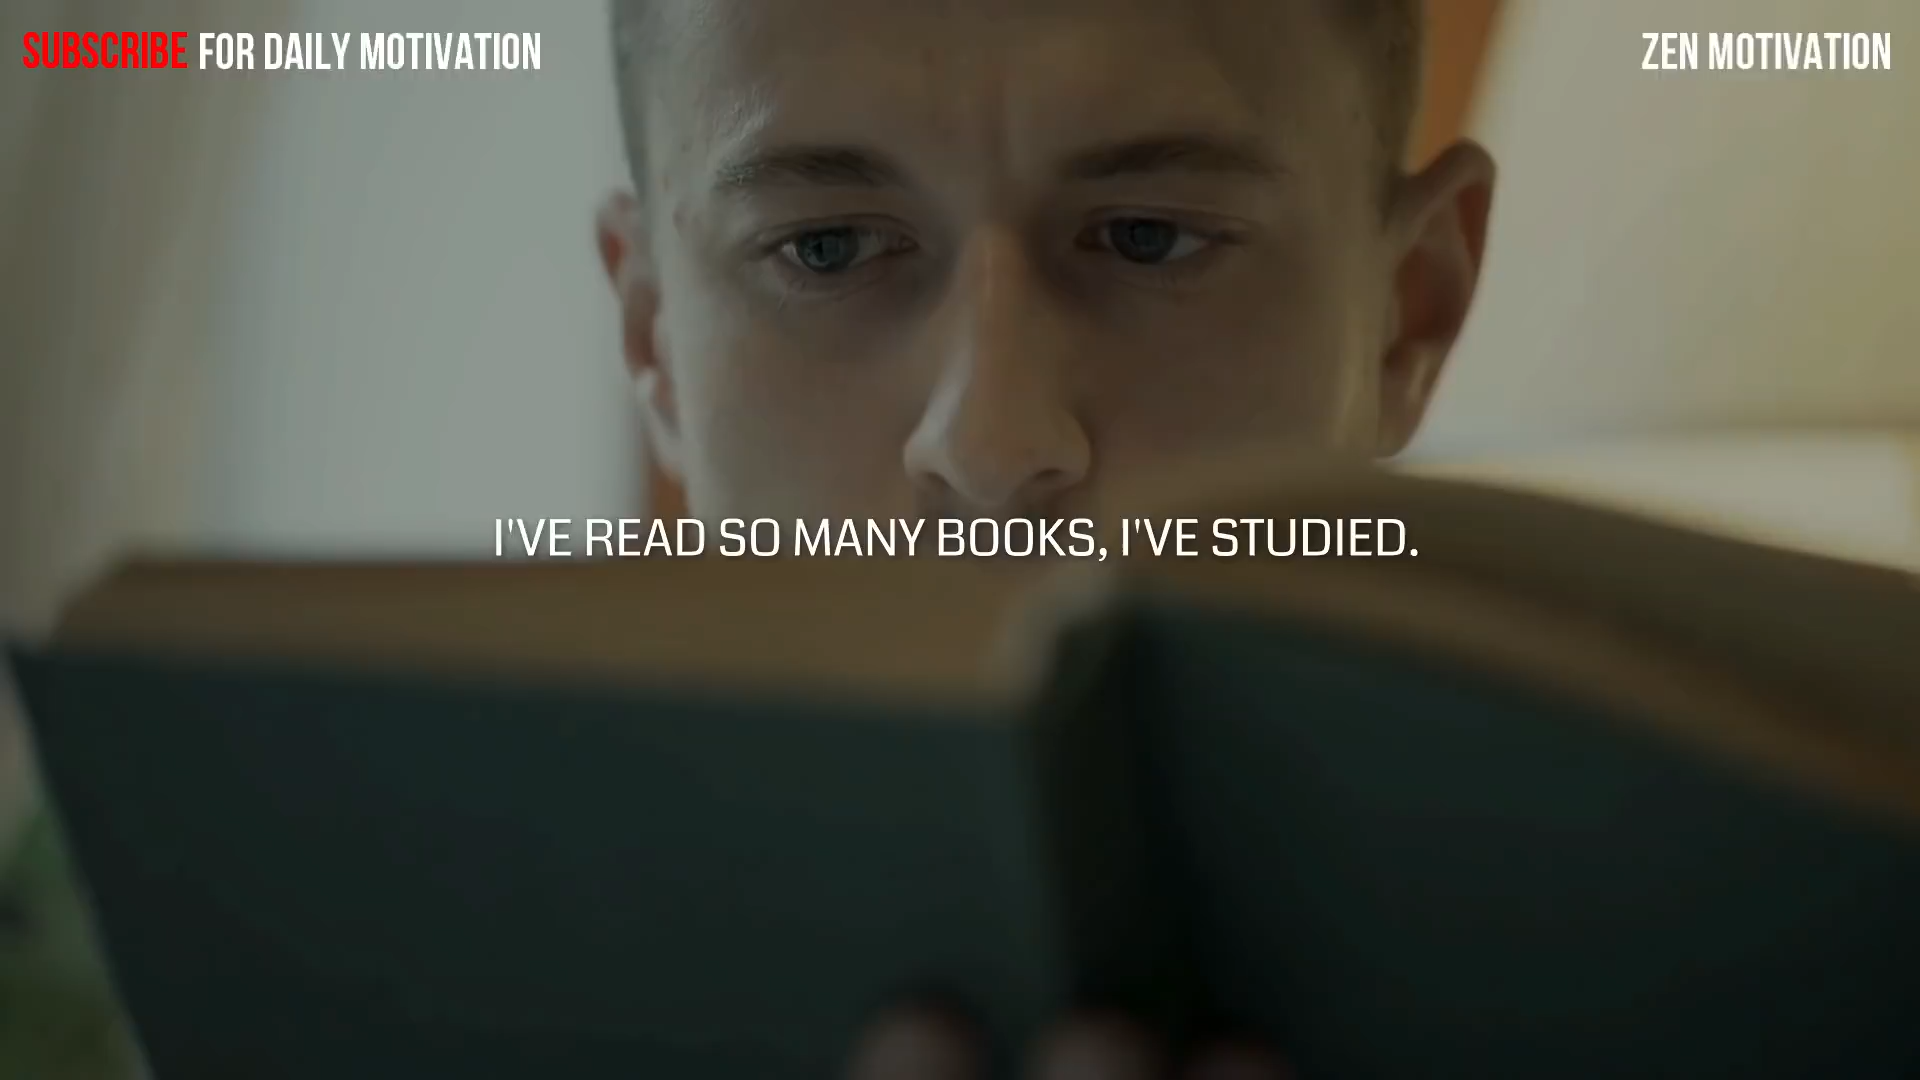 SUBSCRIBE FOR DAILY MOTIVATION
ZEN MOTIVATION
I'VE READ SO MANY BOOKS, I'VE STUDIED.